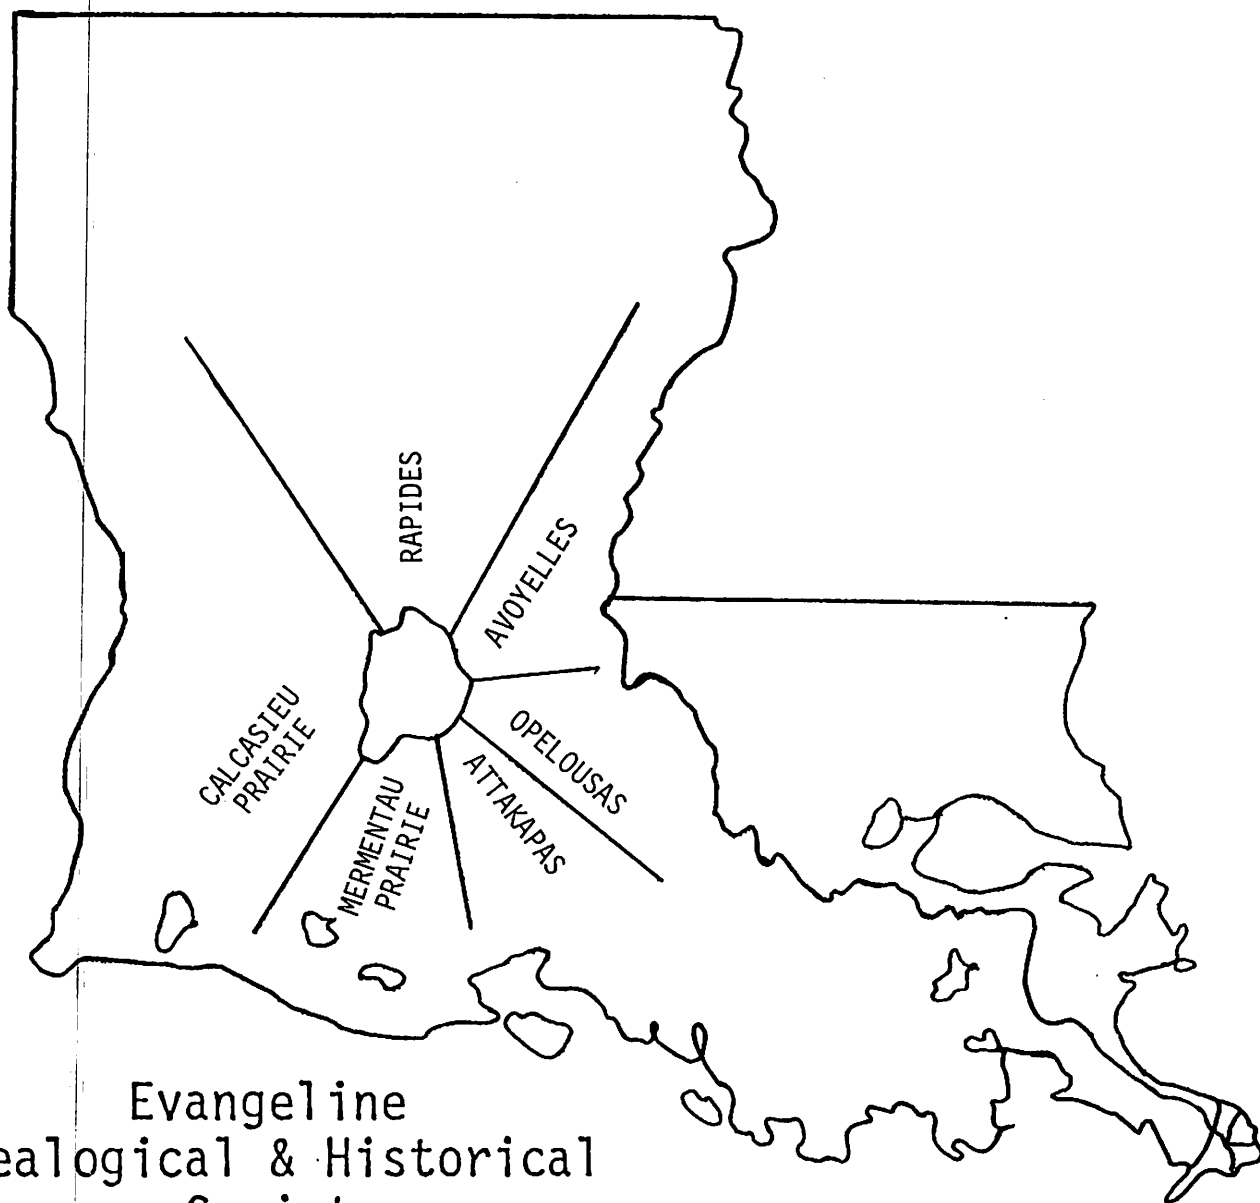 RAPIDES
AVOYELLES
CALCASIEU
PRAIRIE
OPELOUSAS
ATTAKAPAS
MERMENTAU
PRAIRIE
Evangeline
ealogical & Historical